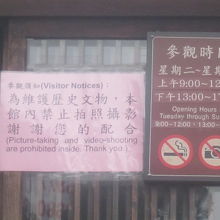 參觀須知(Visitor Notices):
為維護歷史文物，本
館內禁止拍照攝影
謝謝您的配合
(Picture-taking and video-shooting
are prohibited inside. Thank you.)
參觀時
星期二~星期
上午9:00~12
下午13:00~17
Opening Hours
Tuesday through Su
9:00~12:00, 13:00~